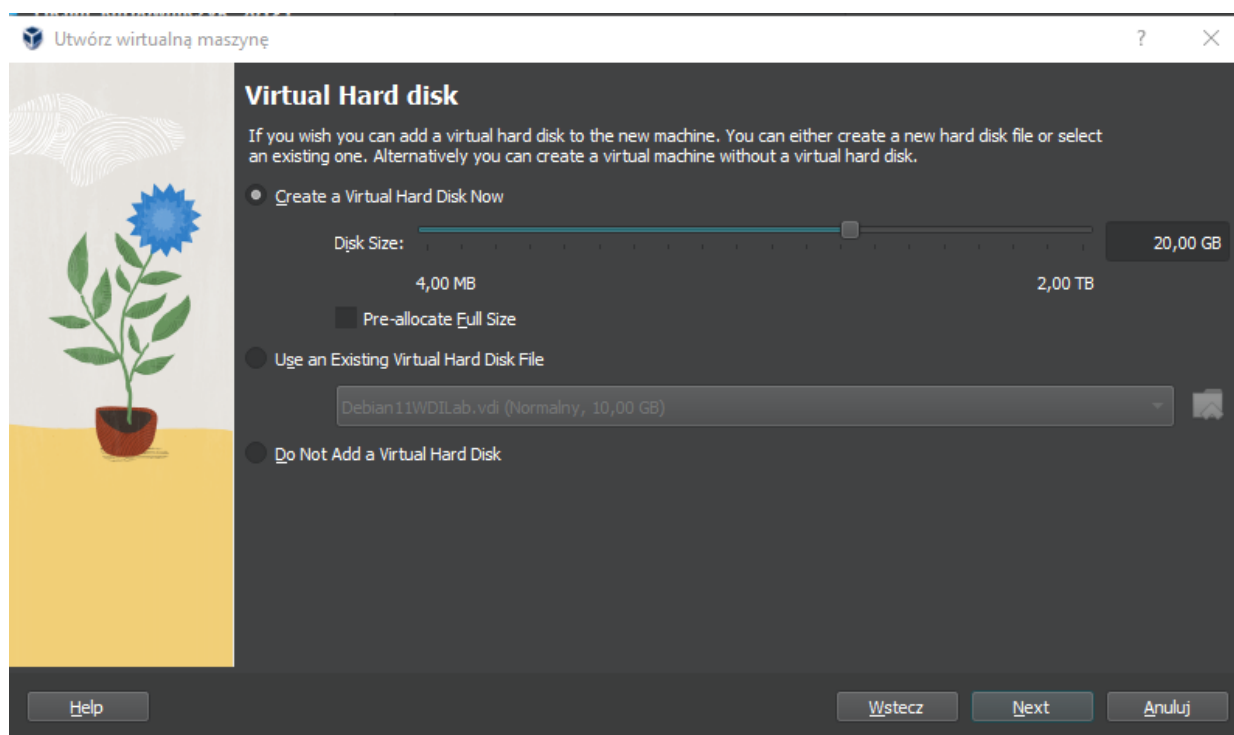 Utwórz wirtualną maszynę
?
Virtual Hard disk
If you wish you can add a virtual hard disk to the new machine. You can either create a new hard disk file or select
an existing one. Alternatively you can create a virtual machine without a virtual hard disk.
Create a Virtual Hard Disk Now
Disk Size:
20,00 GB
4,00 MB
2,00 TB
Pre-allocate Full Size
Use an Existing Virtual Hard Disk File
Debian11WDILab.vdi (Normalny, 10,00 GB)
Do Not Add a Virtual Hard Disk
Help
Wstecz
Next
Anuluj